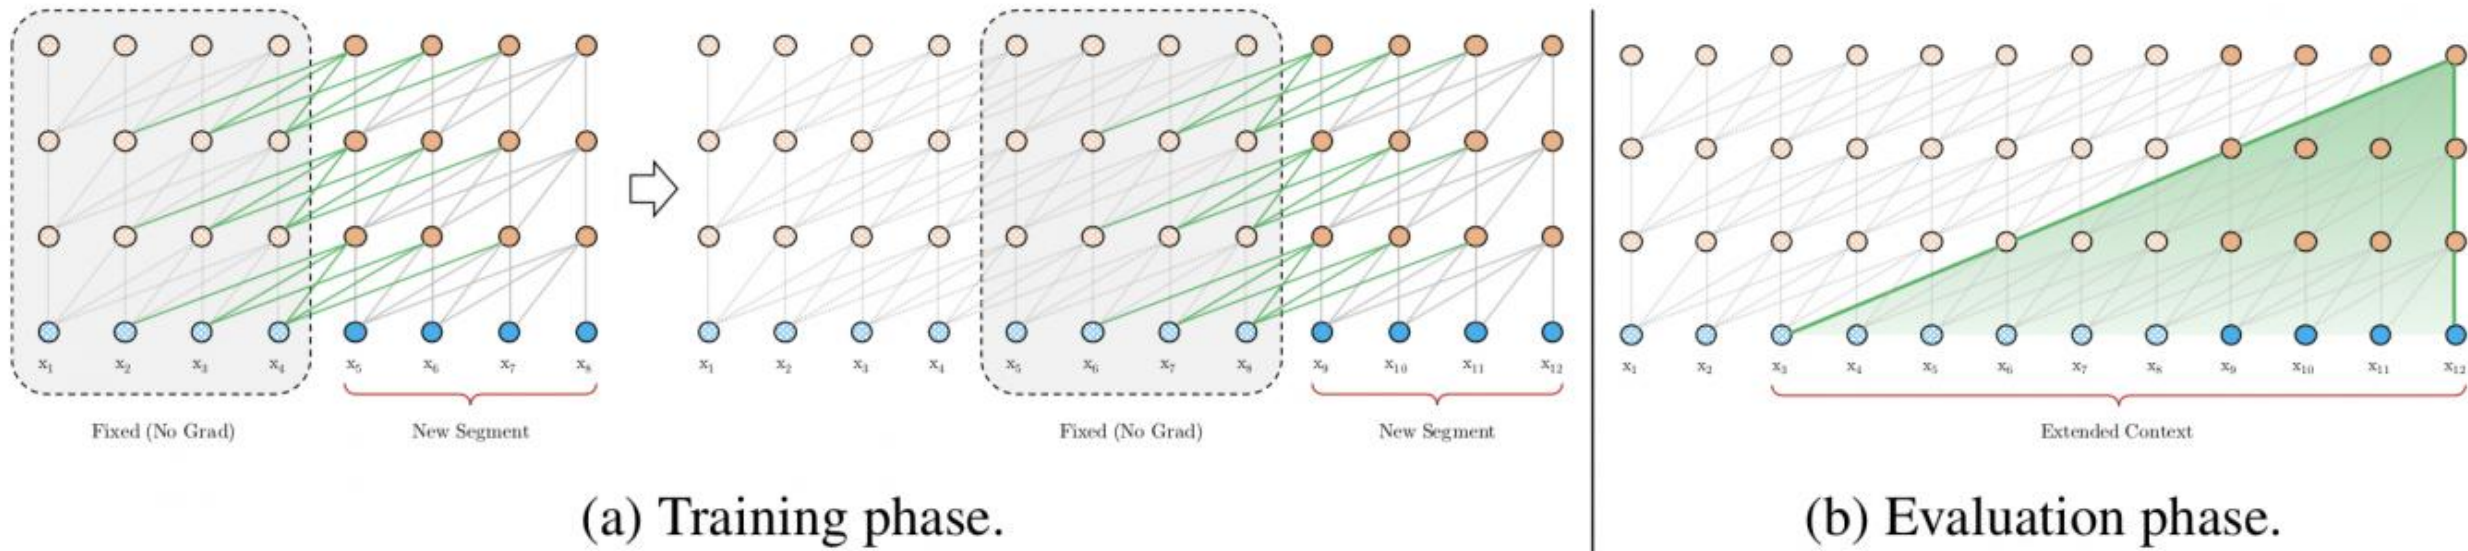 x₁ x₂ x₃ x₄ x₅ x₆ x₇ x₈
Fixed (No Grad) New Segment
x₁ x₂ x₃ x₄ x₅ x₆ x₇ x₈ x₉ x₁₀ x₁₁ x₁₂
Fixed (No Grad) New Segment
(a) Training phase.
x₁ x₂ x₃ x₄ x₅ x₆ x₇ x₈ x₉ x₁₀ x₁₁ x₁₂
Extended Context
(b) Evaluation phase.